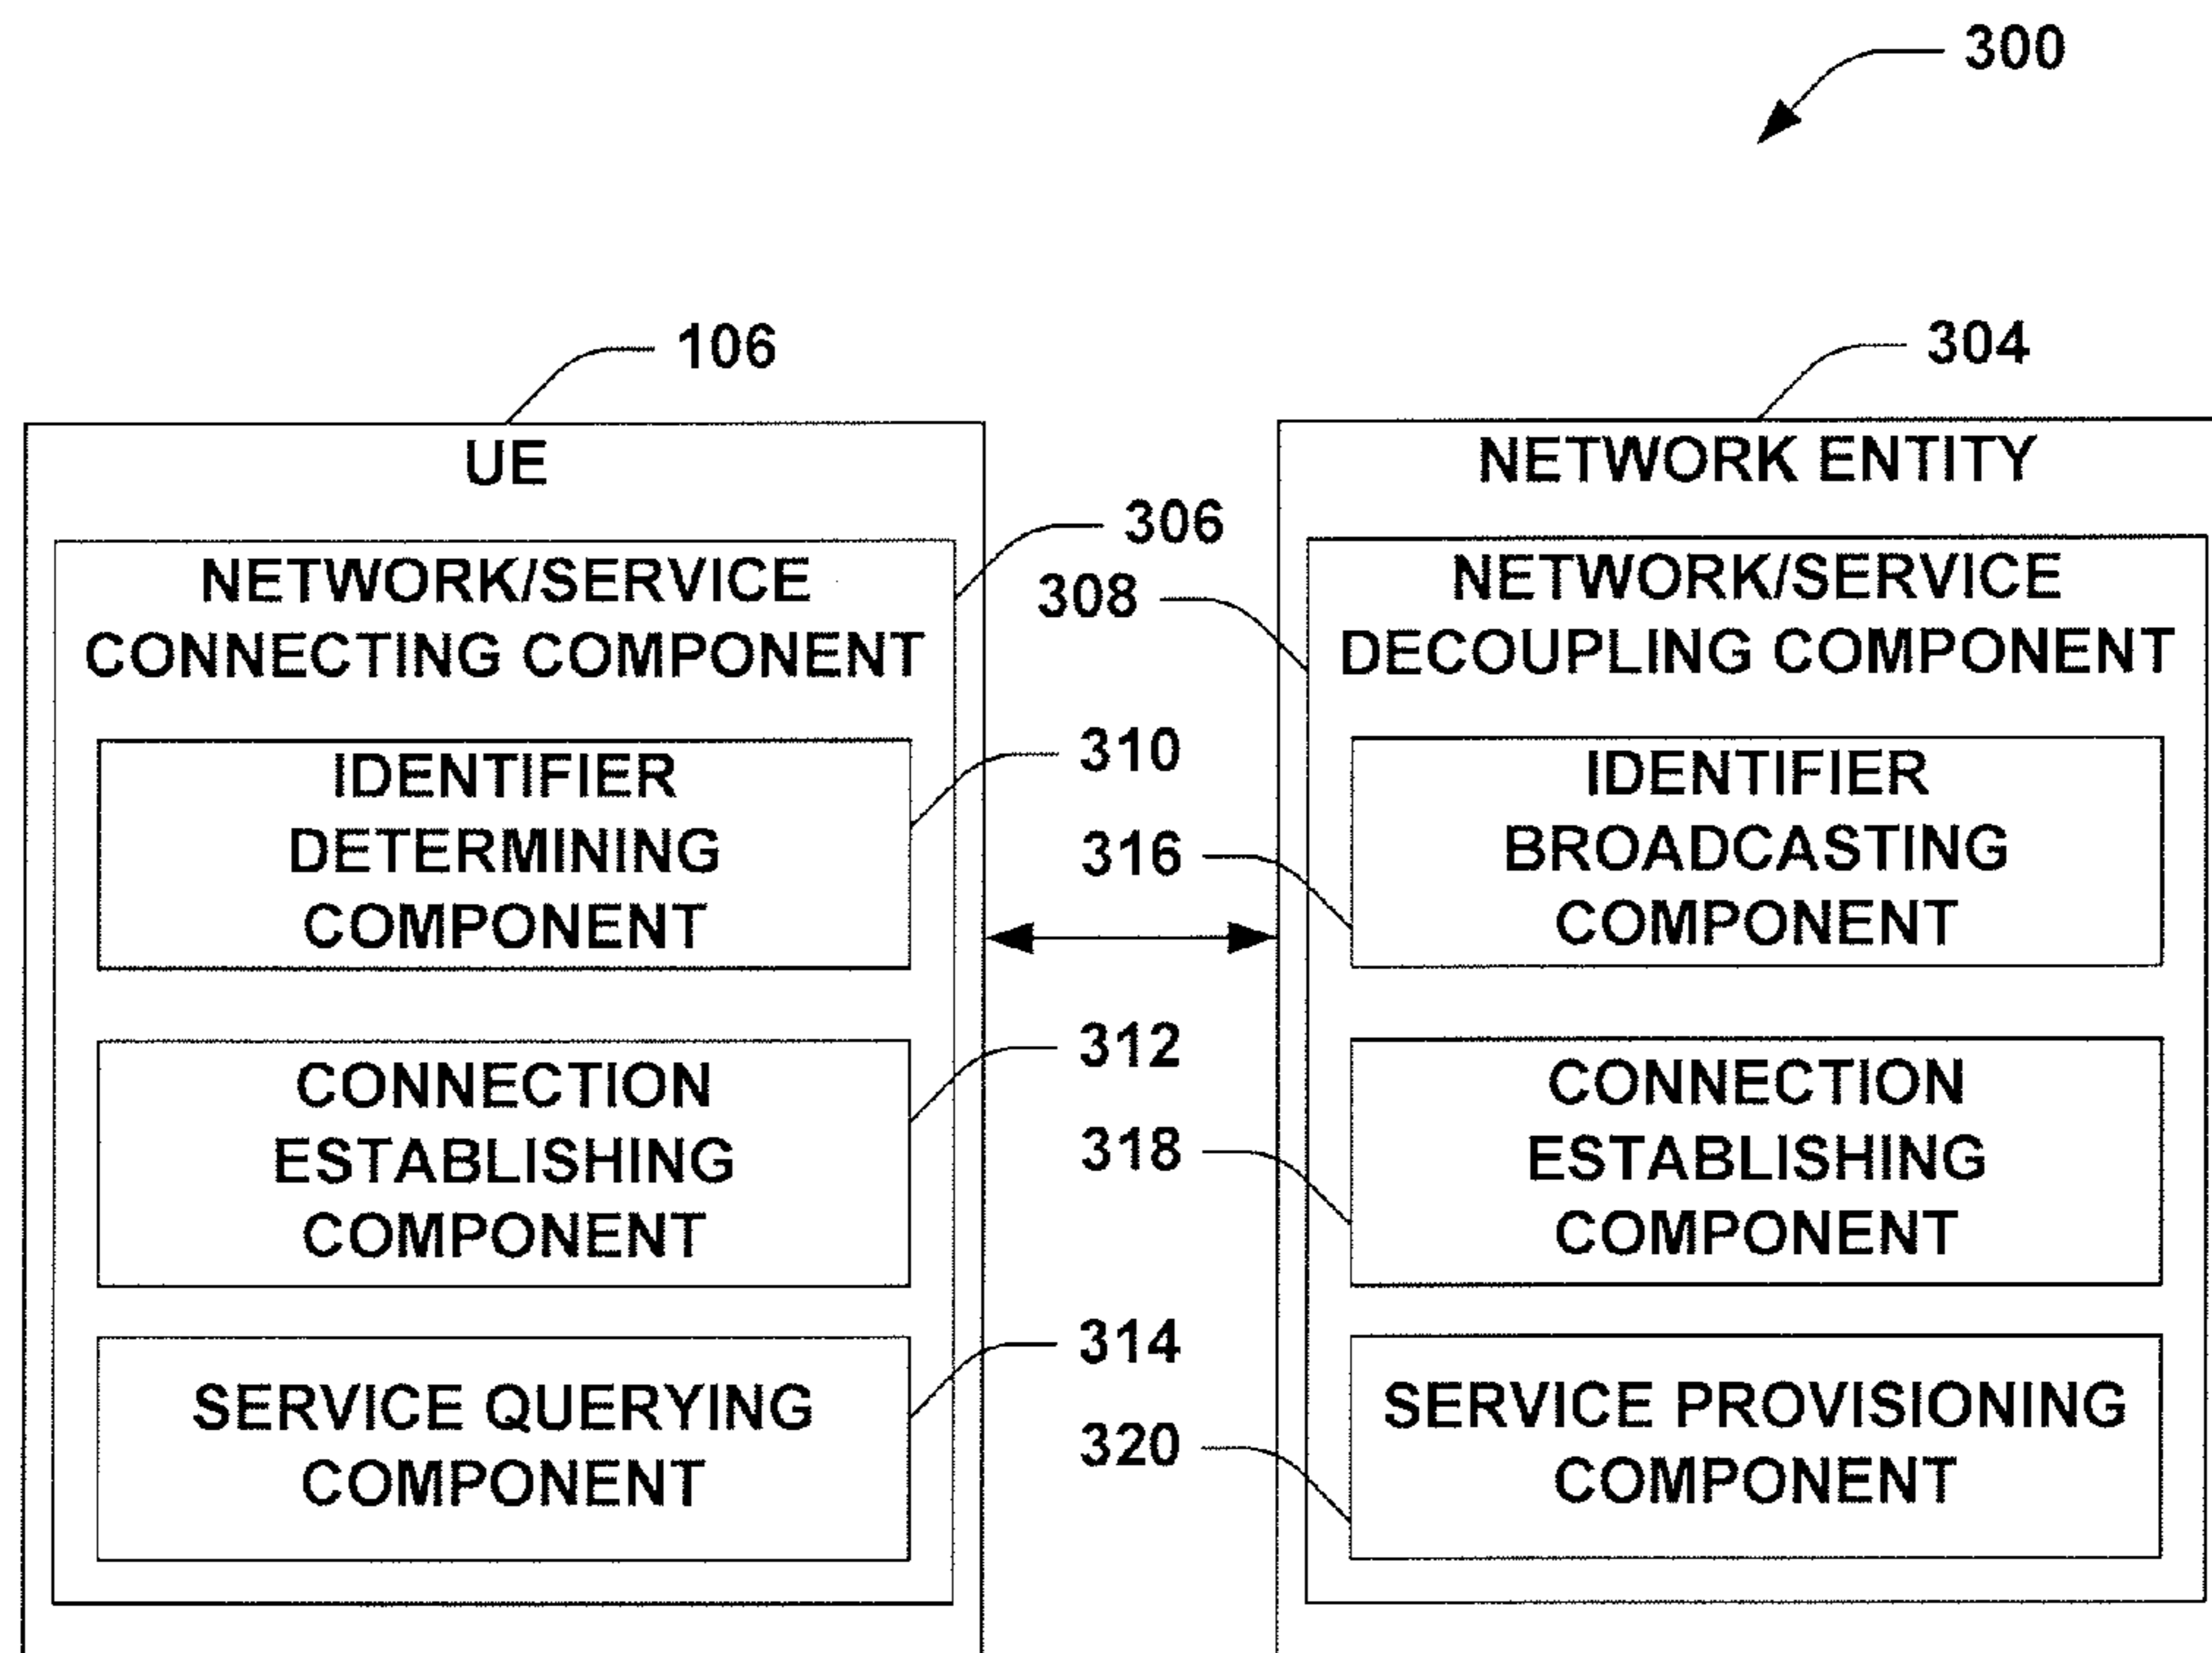 300
106
304
UE
NETWORK ENTITY
306
308
NETWORK/SERVICE
CONNECTING COMPONENT
NETWORK/SERVICE
DECOUPLING COMPONENT
310
IDENTIFIER
DETERMINING
COMPONENT
316
IDENTIFIER
BROADCASTING
COMPONENT
312
CONNECTION
ESTABLISHING
COMPONENT
318
CONNECTION
ESTABLISHING
COMPONENT
314
SERVICE QUERYING
COMPONENT
320
SERVICE PROVISIONING
COMPONENT